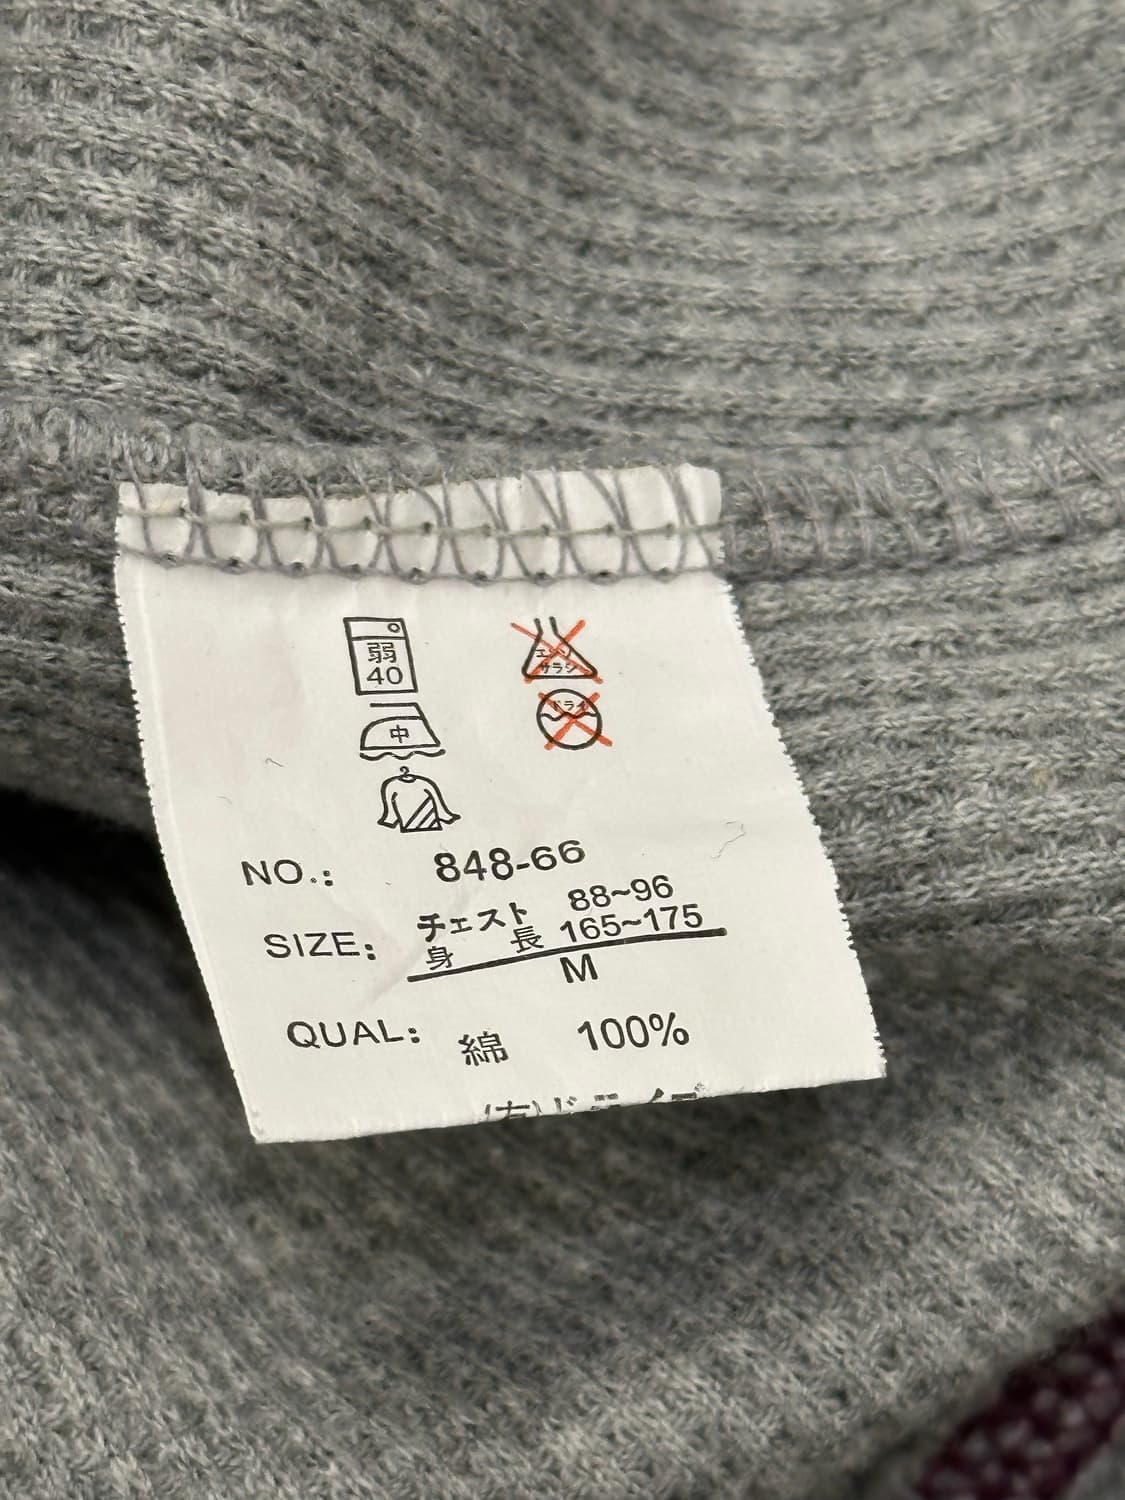 弱
40
エンソ
サラシ
中
ドライ
NO.: 848-66
SIZE: チェスト 88~96
身 長 165~175
M
QUAL: 綿 100%